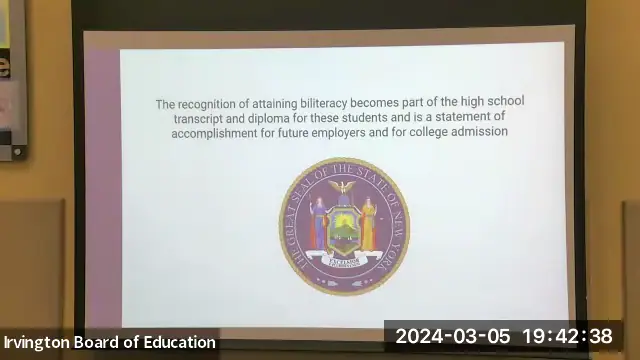 The recognition of attaining biliteracy becomes part of the high school
transcript and diploma for these students and is a statement of
accomplishment for future employers and for college admission
THE GREAT SEAL OF THE STATE OF NEW YORK
EXCELSIOR
Irvington Board of Education
2024-03-05 19:42:38